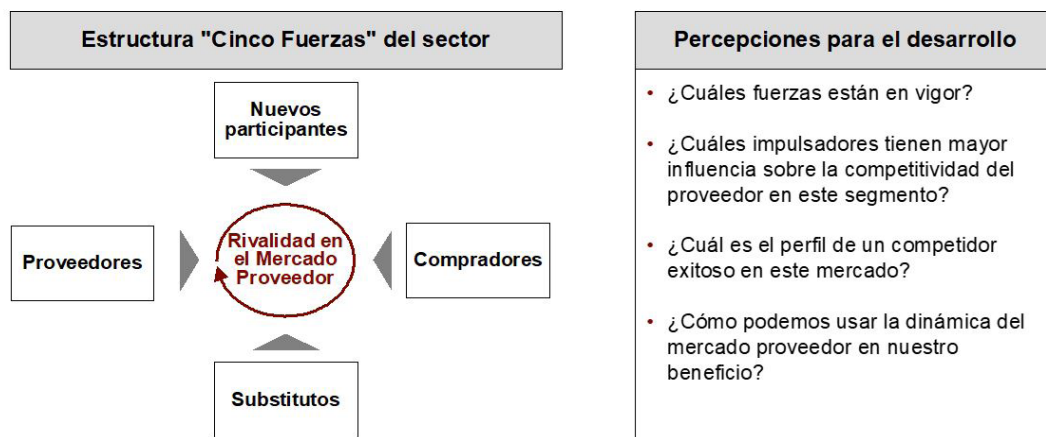 Estructura "Cinco Fuerzas" del sector
Nuevos
participantes
Proveedores
Rivalidad en
el Mercado
Proveedor
Compradores
Substitutos
Percepciones para el desarrollo
• ¿Cuáles fuerzas están en vigor?
• ¿Cuáles impulsadores tienen mayor
influencia sobre la competitividad del
proveedor en este segmento?
• ¿Cuál es el perfil de un competidor
exitoso en este mercado?
• ¿Cómo podemos usar la dinámica del
mercado proveedor en nuestro
beneficio?